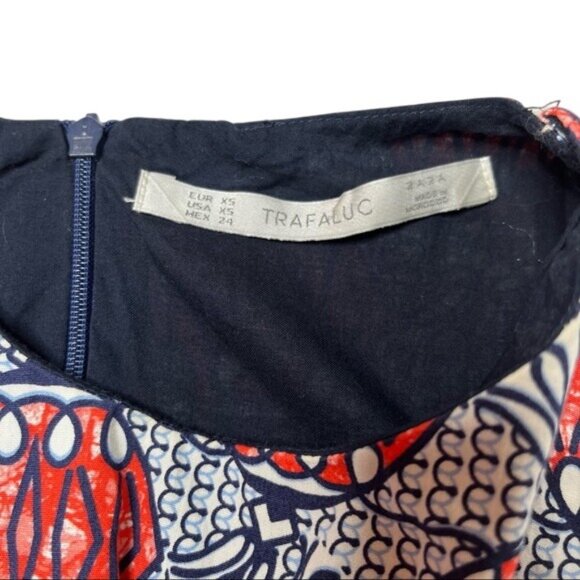 EUR XS
USA XS
MEX 24
TRAFALUC
ZARA
MADE IN
MOROCCO